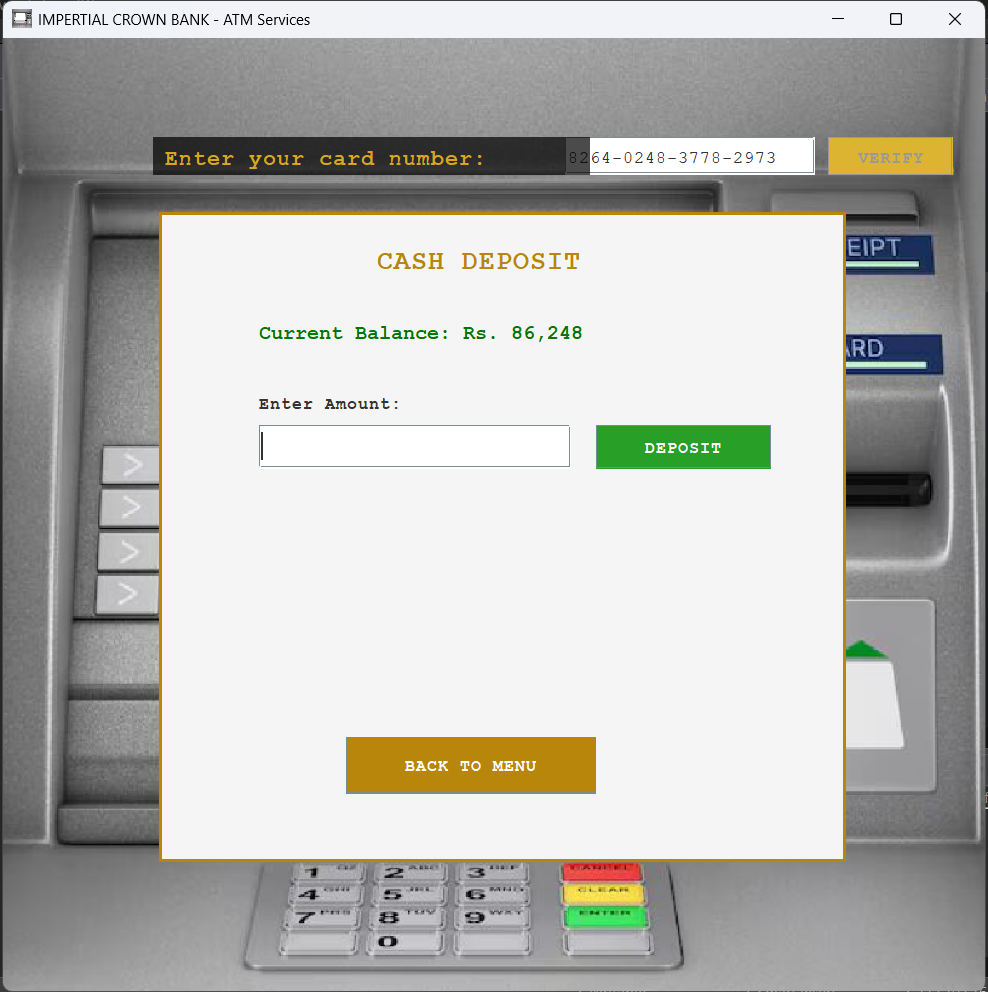 IMPERTIAL CROWN BANK - ATM Services
Enter your card number: 8264-0248-3778-2973 VERIFY
CASH DEPOSIT
EIPT
Current Balance: Rs. 86,248
ARD
Enter Amount:
DEPOSIT
BACK TO MENU
1 QZ 2 ABC 3 DEF CANCEL
4 GHI 5 JKL 6 MNO CLEAR
7 PRS 8 TUV 9 WXY ENTER
0